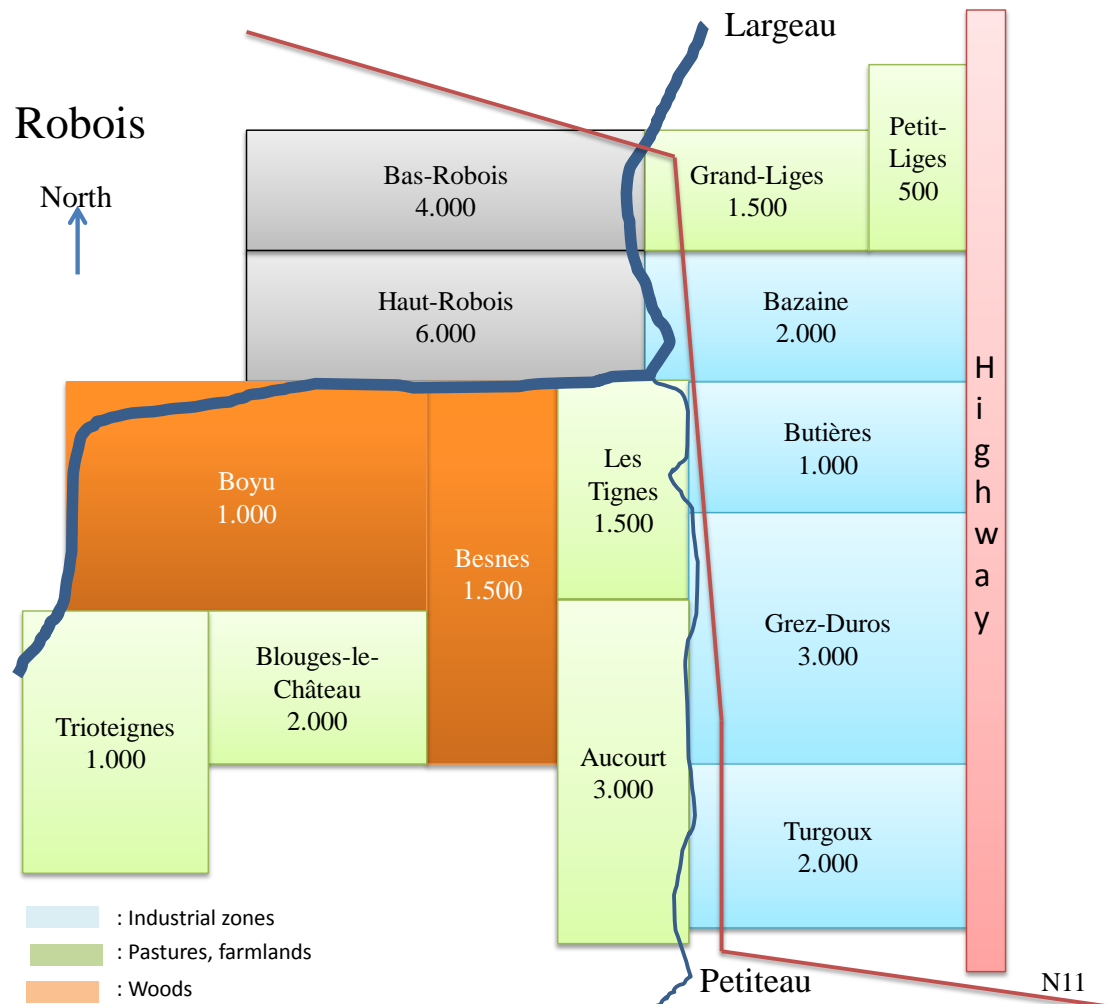 Largeau
Robois
North
Bas-Robois
4.000
Grand-Liges
1.500
Petit-
Liges
500
Haut-Robois
6.000
Bazaine
2.000
Highway
Boyu
1.000
Besnes
1.500
Les
Tignes
1.500
Butières
1.000
Grez-Duros
3.000
Trioteignes
1.000
Blouges-le-
Château
2.000
Aucourt
3.000
Turgoux
2.000
: Industrial zones
: Pastures, farmlands
: Woods
Petiteau
N11